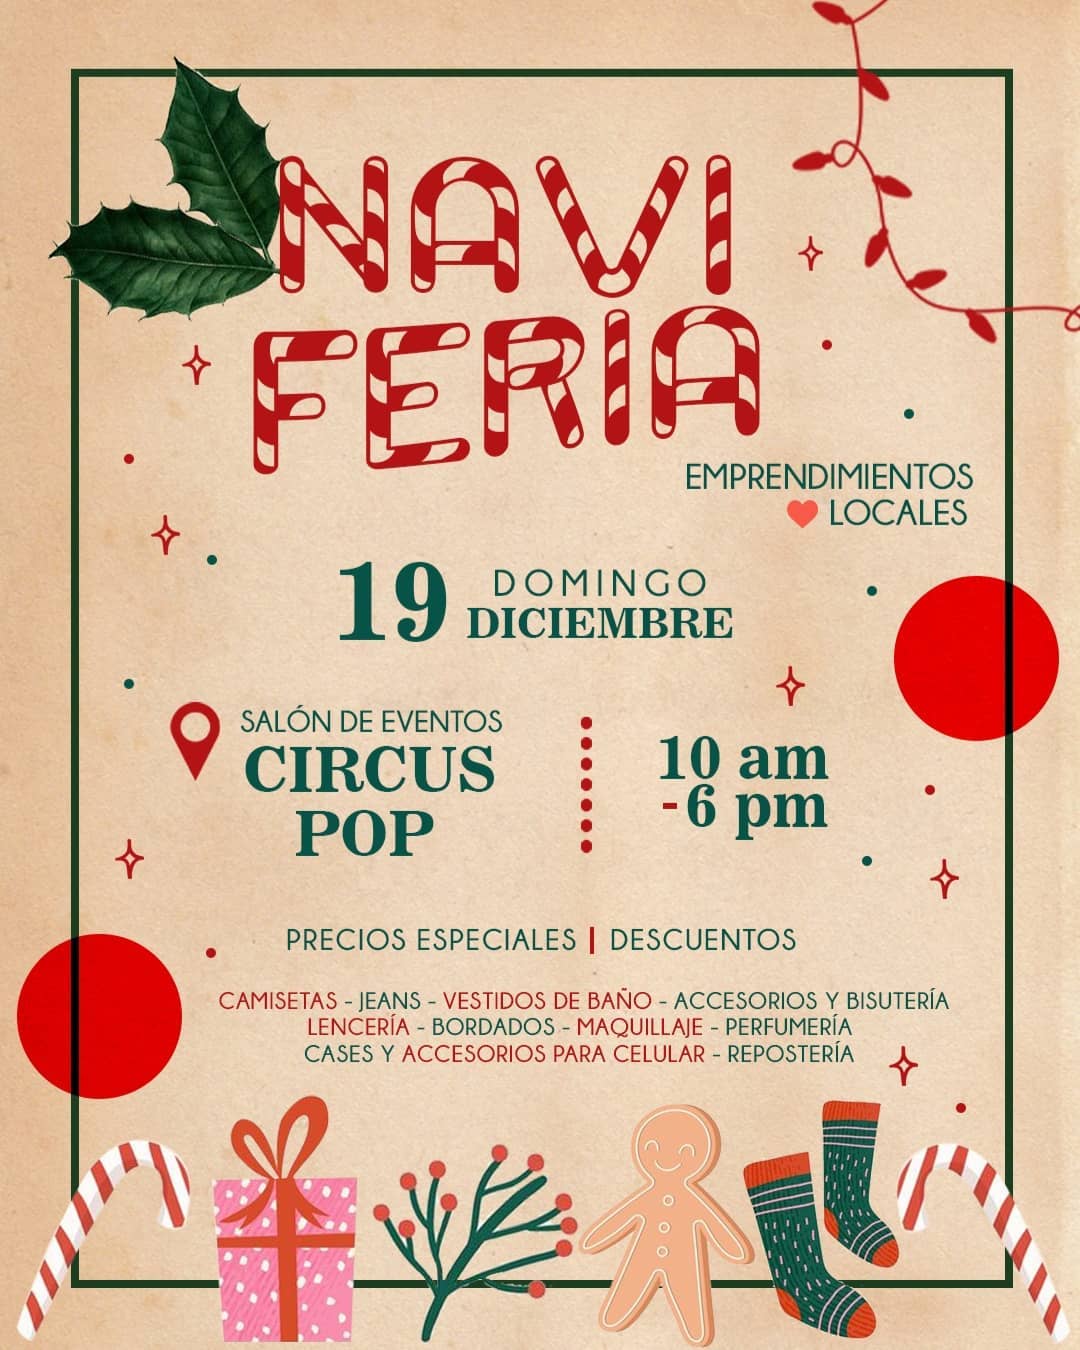 NAVI
FERIA
EMPRENDIMIENTOS
LOCALES
19 DOMINGO
DICIEMBRE
SALÓN DE EVENTOS
CIRCUS
POP
10 am
-6 pm
PRECIOS ESPECIALES | DESCUENTOS
CAMISETAS - JEANS - VESTIDOS DE BAÑO - ACCESORIOS Y BISUTERÍA
LENCERÍA - BORDADOS - MAQUILLAJE - PERFUMERÍA
CASES Y ACCESORIOS PARA CELULAR - REPOSTERÍA